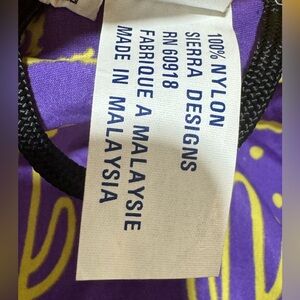 100% NYLON
SIERRA DESIGNS
RN 60918
FABRIQUE A MALAYSIE
MADE IN MALAYSIA